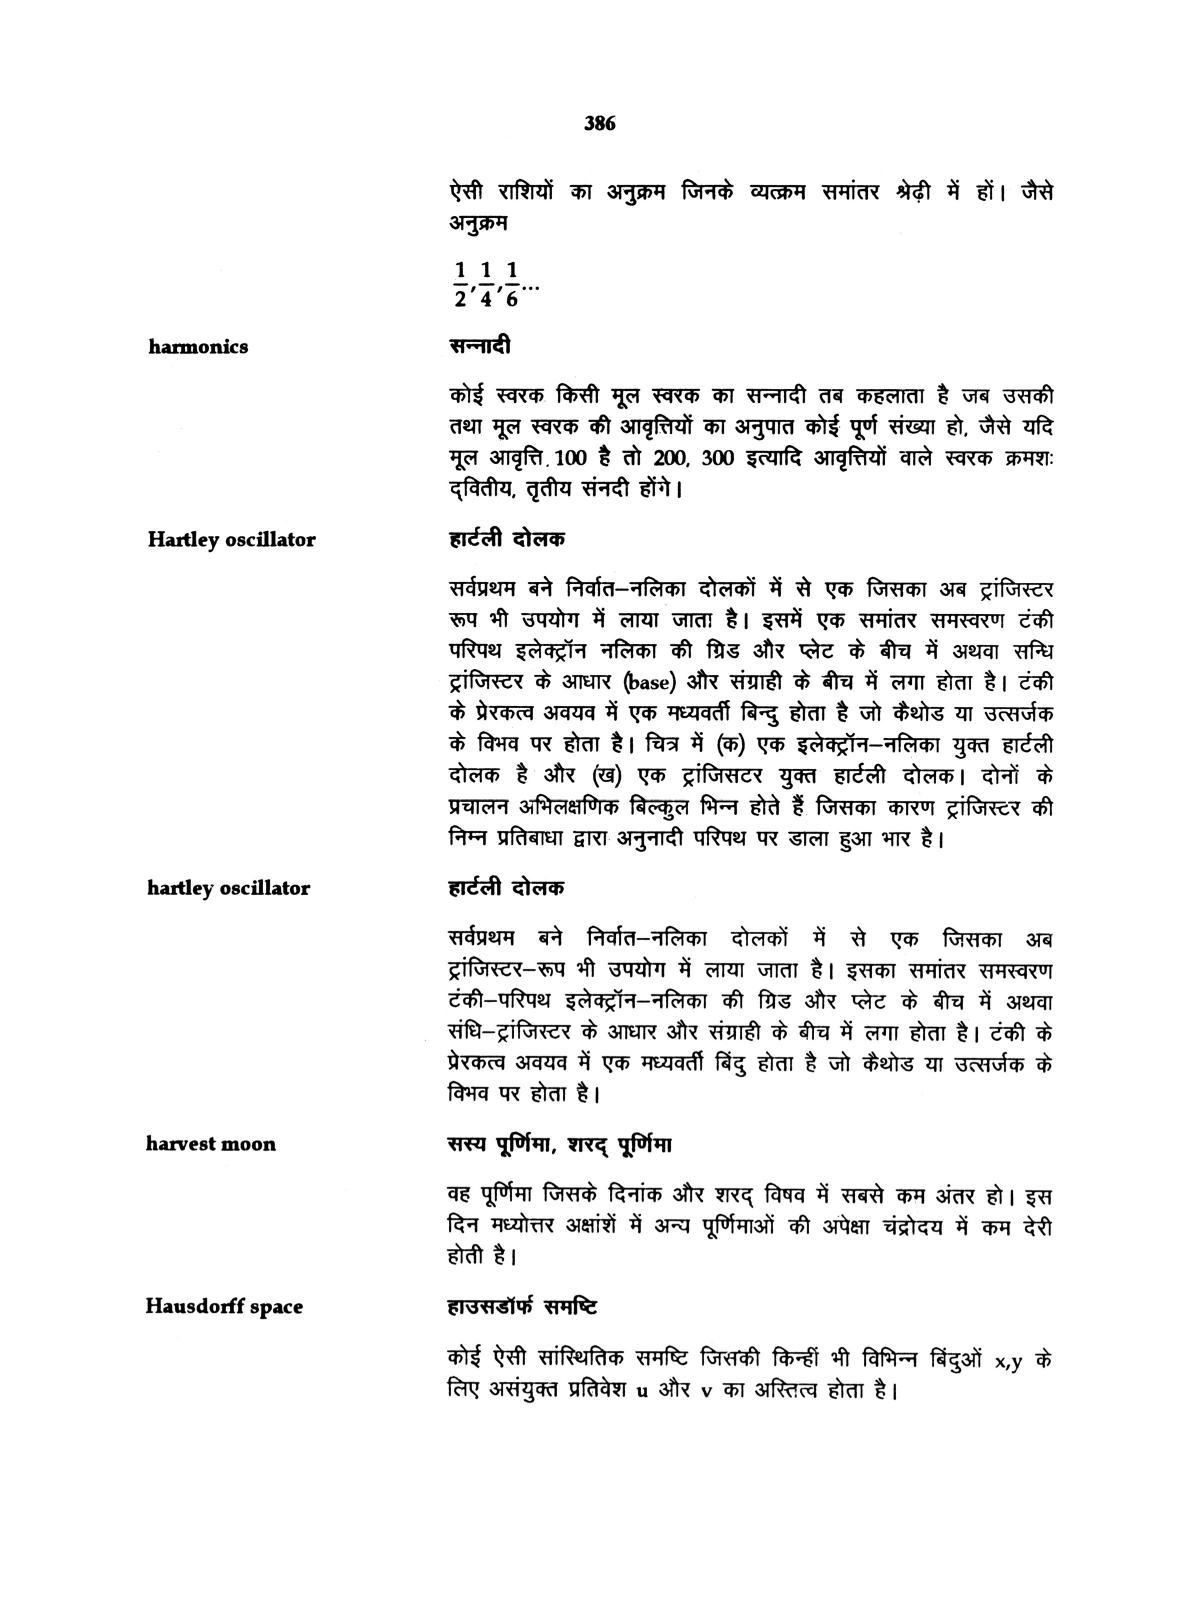 386
ऐसी राशियों का अनुक्रम जिनके व्यत्क्रम समांतर श्रेढ़ी में हों। जैसे
अनुक्रम
1/2, 1/4, 1/6...
harmonics सन्नादी
कोई स्वरक किसी मूल स्वरक का सन्नादी तब कहलाता है जब उसकी
तथा मूल स्वरक की आवृत्तियों का अनुपात कोई पूर्ण संख्या हो, जैसे यदि
मूल आवृत्ति 100 है तो 200, 300 इत्यादि आवृत्तियों वाले स्वरक क्रमशः
द्वितीय, तृतीय संनदी होंगे।
Hartley oscillator हार्टली दोलक
सर्वप्रथम बने निर्वात–नलिका दोलकों में से एक जिसका अब ट्रांजिस्टर
रूप भी उपयोग में लाया जाता है। इसमें एक समांतर समस्वरण टंकी
परिपथ इलेक्ट्रॉन नलिका की ग्रिड और प्लेट के बीच में अथवा सन्धि
ट्रांजिस्टर के आधार (base) और संग्राही के बीच में लगा होता है। टंकी
के प्रेरकत्व अवयव में एक मध्यवर्ती बिन्दु होता है जो कैथोड या उत्सर्जक
के विभव पर होता है। चित्र में (क) एक इलेक्ट्रॉन–नलिका युक्त हार्टली
दोलक है और (ख) एक ट्रांजिसटर युक्त हार्टली दोलक। दोनों के
प्रचालन अभिलक्षणिक बिल्कुल भिन्न होते हैं जिसका कारण ट्रांजिस्टर की
निम्न प्रतिबाधा द्वारा अनुनादी परिपथ पर डाला हुआ भार है।
hartley oscillator हार्टली दोलक
सर्वप्रथम बने निर्वात–नलिका दोलकों में से एक जिसका अब
ट्रांजिस्टर–रूप भी उपयोग में लाया जाता है। इसका समांतर समस्वरण
टंकी–परिपथ इलेक्ट्रॉन–नलिका की ग्रिड और प्लेट के बीच में अथवा
संधि–ट्रांजिस्टर के आधार और संग्राही के बीच में लगा होता है। टंकी के
प्रेरकत्व अवयव में एक मध्यवर्ती बिंदु होता है जो कैथोड या उत्सर्जक के
विभव पर होता है।
harvest moon सस्य पूर्णिमा, शरद् पूर्णिमा
वह पूर्णिमा जिसके दिनांक और शरद् विषव में सबसे कम अंतर हो। इस
दिन मध्योत्तर अक्षांशें में अन्य पूर्णिमाओं की अपेक्षा चंद्रोदय में कम देरी
होती है।
Hausdorff space हाउसडॉर्फ समष्टि
कोई ऐसी सांस्थितिक समष्टि जिसकी किन्हीं भी विभिन्न बिंदुओं x,y के
लिए असंयुक्त प्रतिवेश u और v का अस्तित्व होता है।